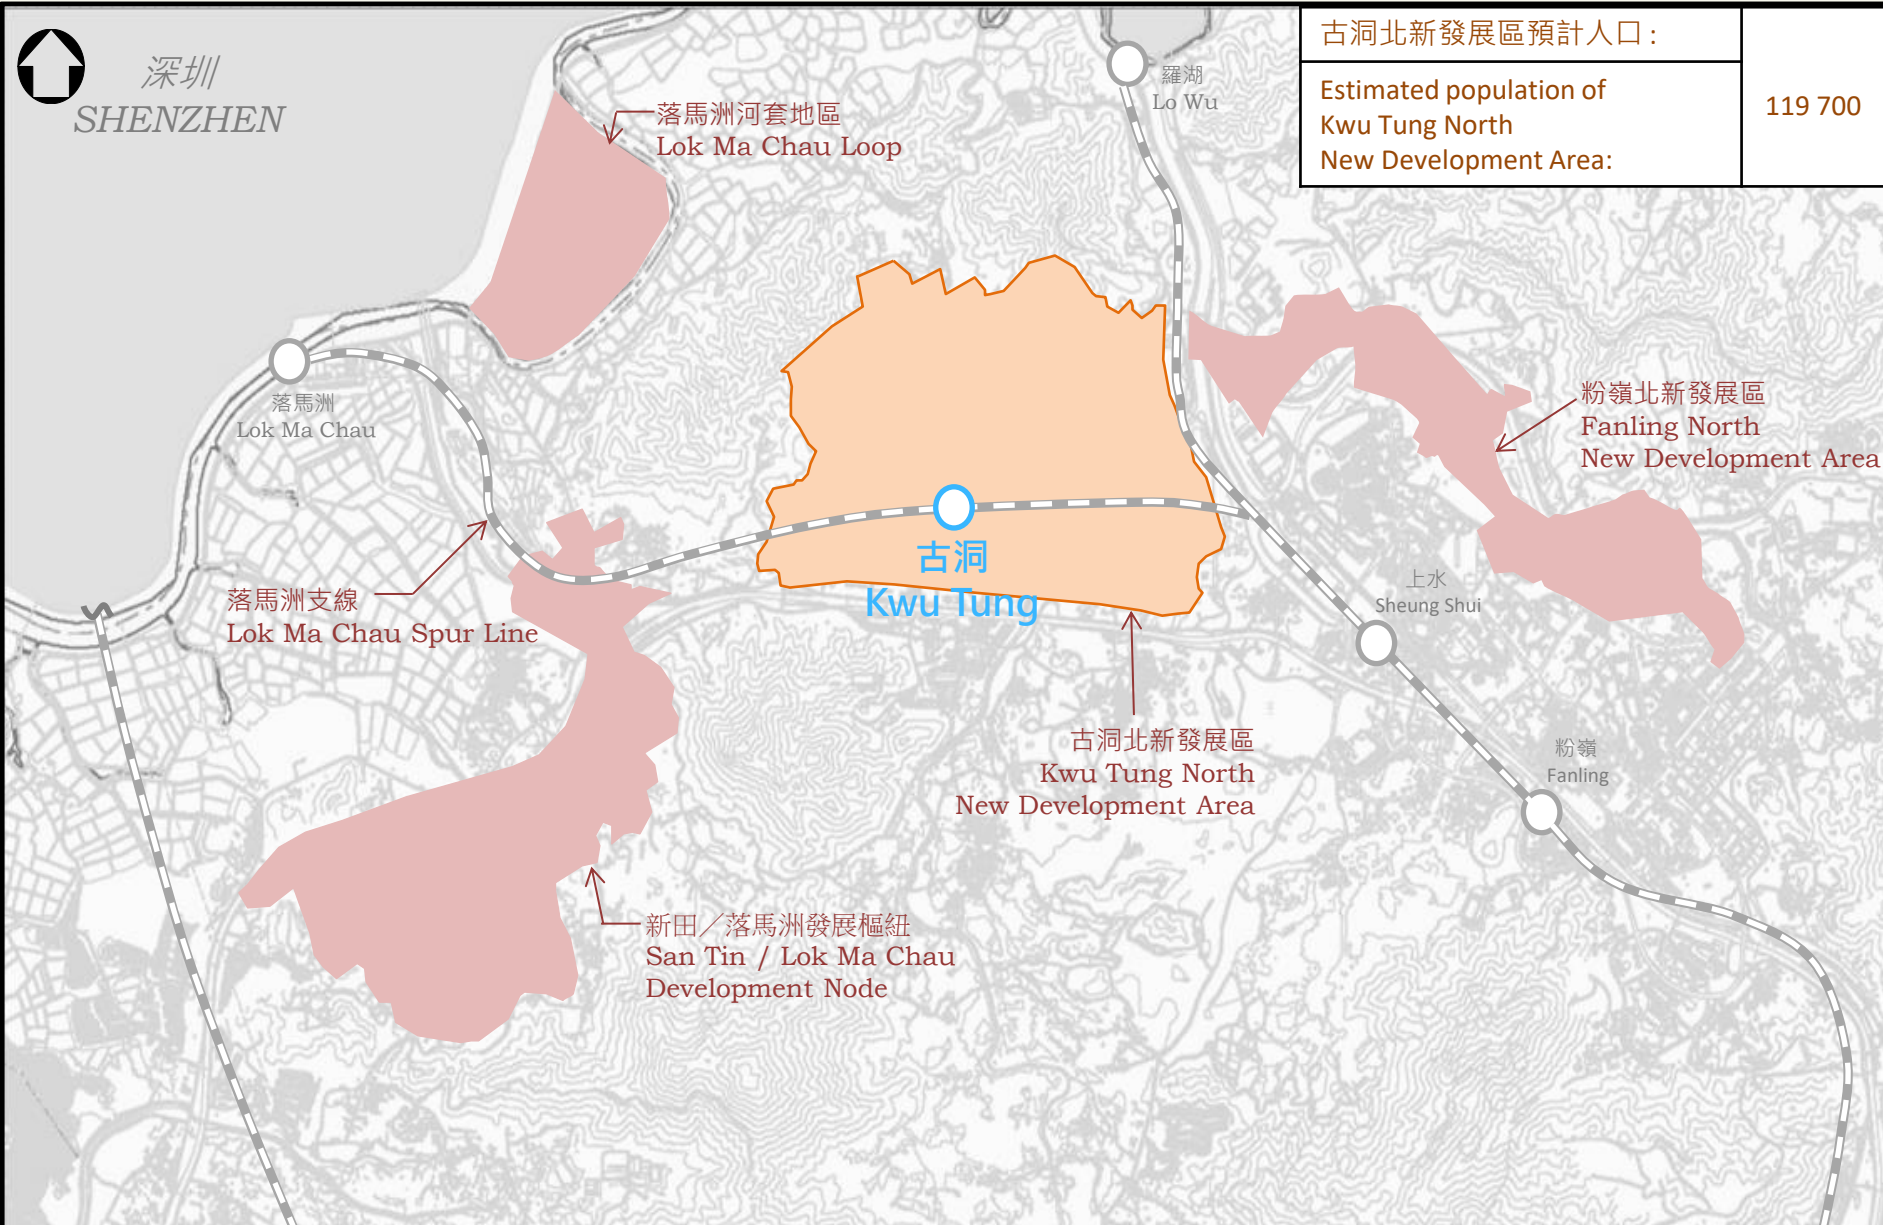 古洞北新發展區預計人口:
Estimated population of
Kwu Tung North
New Development Area:
119 700
深圳
SHENZHEN
羅湖
Lo Wu
落馬洲河套地區
Lok Ma Chau Loop
落馬洲
Lok Ma Chau
粉嶺北新發展區
Fanling North
New Development Area
古洞
Kwu Tung
落馬洲支線
Lok Ma Chau Spur Line
上水
Sheung Shui
古洞北新發展區
Kwu Tung North
New Development Area
粉嶺
Fanling
新田／落馬洲發展樞紐
San Tin / Lok Ma Chau
Development Node